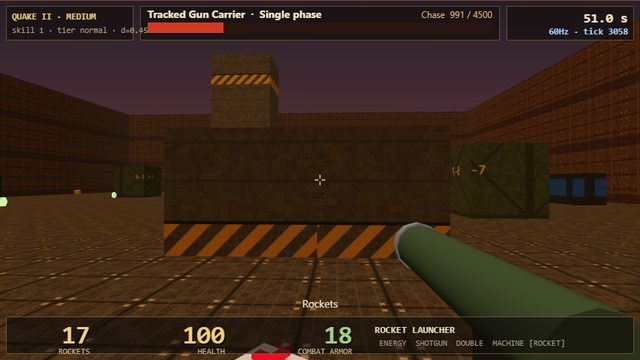 QUAKE II - MEDIUM
skill 1 · tier normal · d=0.45
Tracked Gun Carrier · Single phase
Chase 991 / 4500
51.0 s
60Hz · tick 3058
-7
Rockets
17
ROCKETS
100
HEALTH
18
COMBAT ARMOR
ROCKET LAUNCHER
ENERGY SHOTGUN DOUBLE MACHINE [ROCKET]